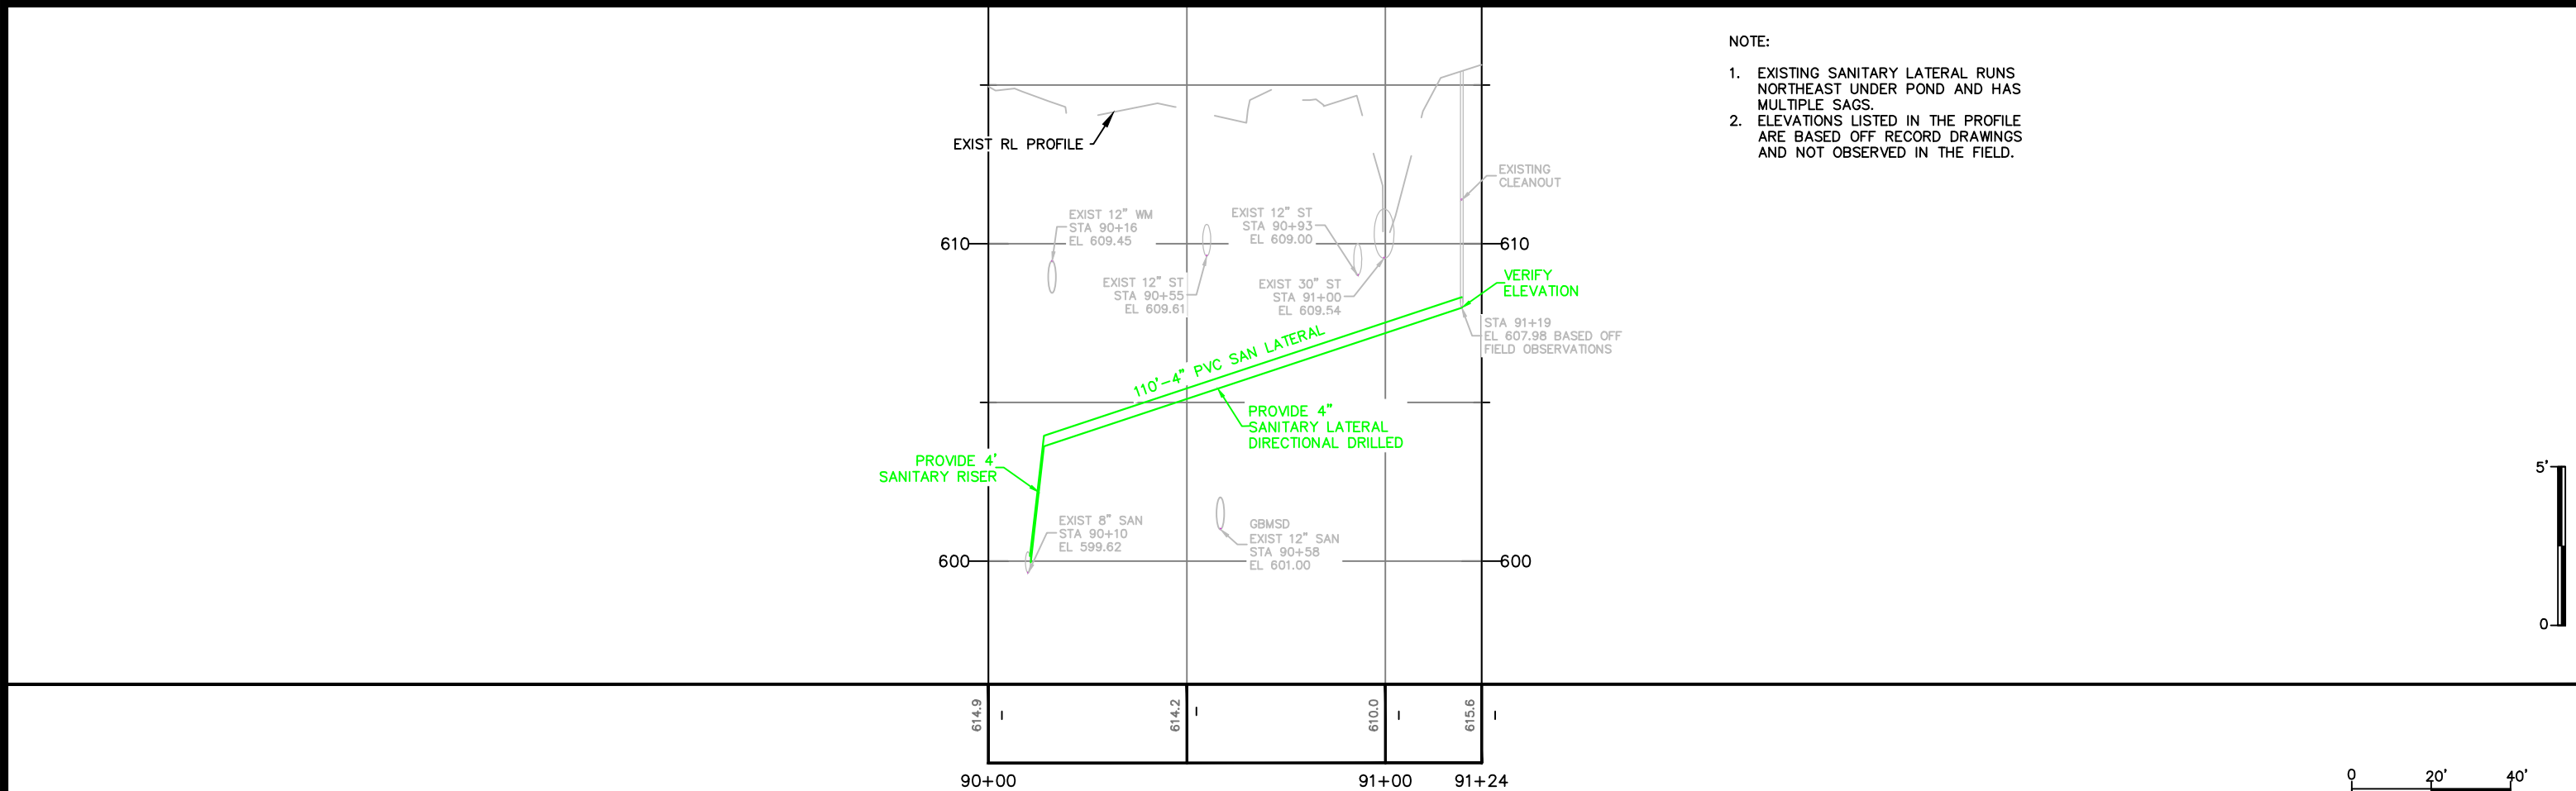 NOTE:
1. EXISTING SANITARY LATERAL RUNS
NORTHEAST UNDER POND AND HAS
MULTIPLE SAGS.
2. ELEVATIONS LISTED IN THE PROFILE
ARE BASED OFF RECORD DRAWINGS
AND NOT OBSERVED IN THE FIELD.
EXIST RL PROFILE
EXISTING
CLEANOUT
EXIST 12" WM
STA 90+16
EL 609.45
EXIST 12" ST
STA 90+93
EL 609.00
610
610
EXIST 12" ST
STA 90+55
EL 609.61
EXIST 30" ST
STA 91+00
EL 609.54
VERIFY
ELEVATION
STA 91+19
EL 607.98 BASED OFF
FIELD OBSERVATIONS
110'-4" PVC SAN LATERAL
PROVIDE 4"
SANITARY LATERAL
DIRECTIONAL DRILLED
PROVIDE 4'
SANITARY RISER
EXIST 8" SAN
STA 90+10
EL 599.62
GBMSD
EXIST 12" SAN
STA 90+58
EL 601.00
600
600
5'
0
614.9
614.2
610.0
615.6
90+00
91+00
91+24
0
20'
40'